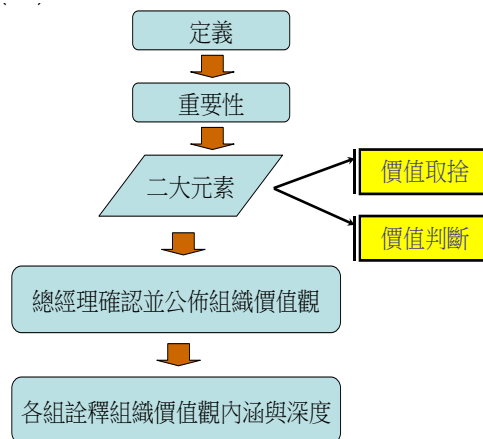 定義
重要性
二大元素
價值取捨
價值判斷
總經理確認並公佈組織價值觀
各組詮釋組織價值觀內涵與深度